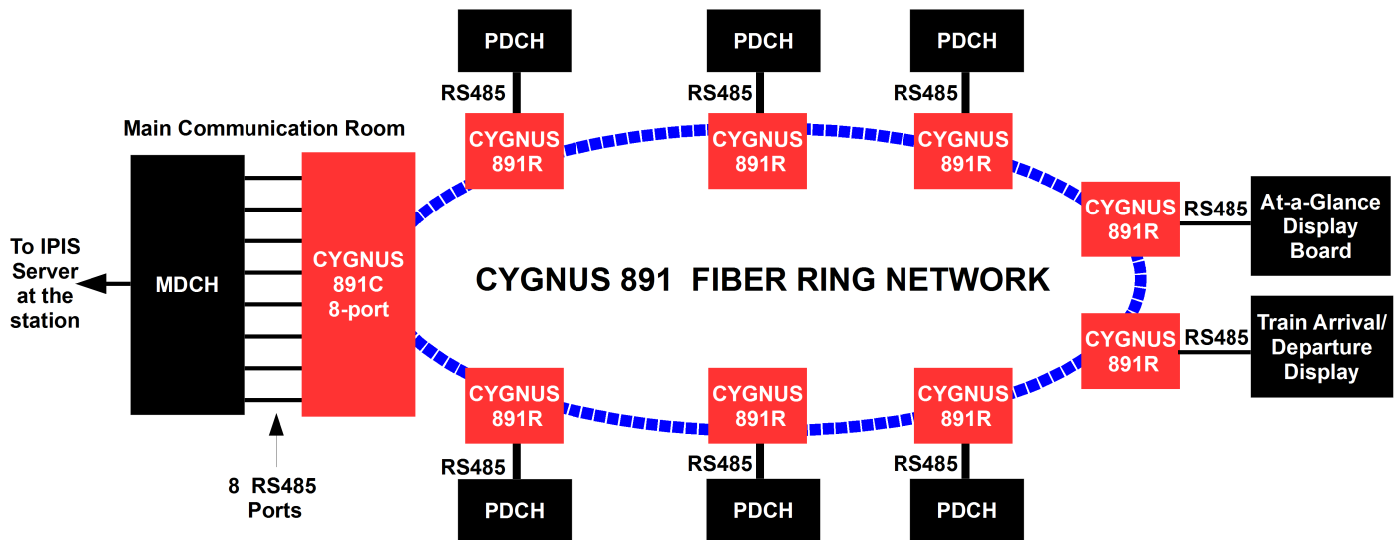 PDCH
PDCH
PDCH
RS485
RS485
RS485
Main Communication Room
CYGNUS
891R
CYGNUS
891R
CYGNUS
891R
To IPIS
Server
at the
station
MDCH
CYGNUS
891C
8-port
CYGNUS 891  FIBER RING NETWORK
CYGNUS
891R
RS485
At-a-Glance
Display
Board
CYGNUS
891R
RS485
Train Arrival/
Departure
Display
CYGNUS
891R
CYGNUS
891R
CYGNUS
891R
8  RS485
Ports
RS485
RS485
RS485
PDCH
PDCH
PDCH